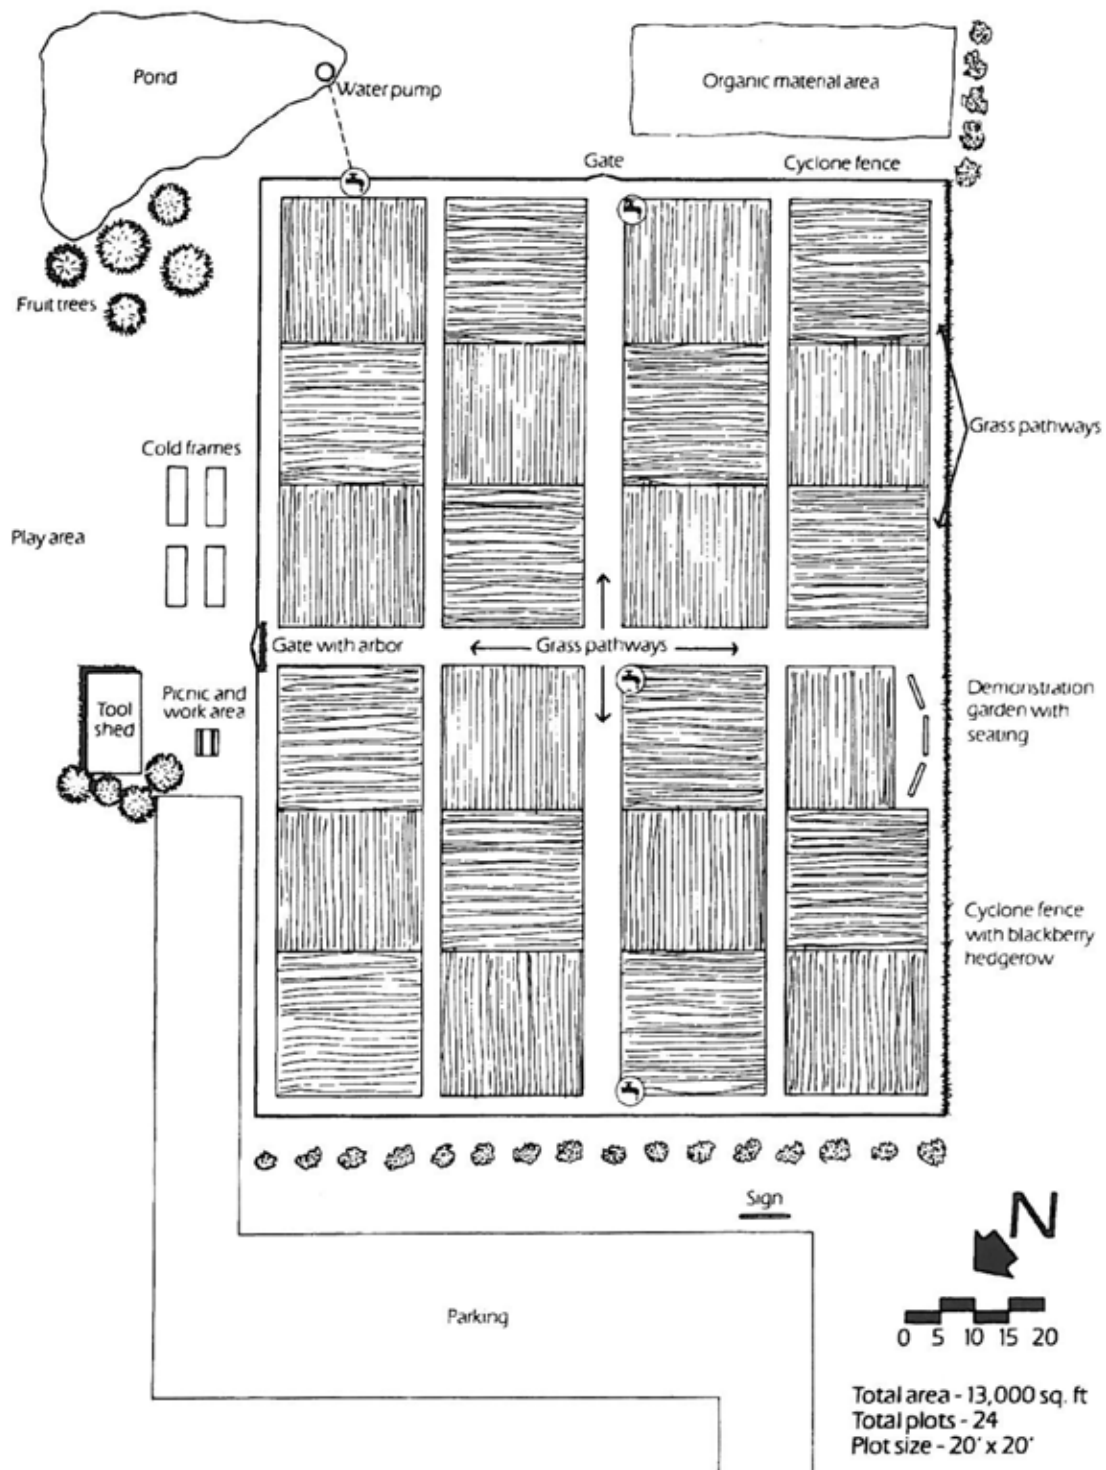 Pond
Water pump
Organic material area
Gate
Cyclone fence
Fruit trees
Grass pathways
Cold frames
Play area
Gate with arbor
Grass pathways
Tool
shed
Picnic and
work area
Demonstration
garden with
seating
Cyclone fence
with blackberry
hedgerow
Sign
N
Parking
0 5 10 15 20
Total area - 13,000 sq. ft
Total plots - 24
Plot size - 20' x 20'